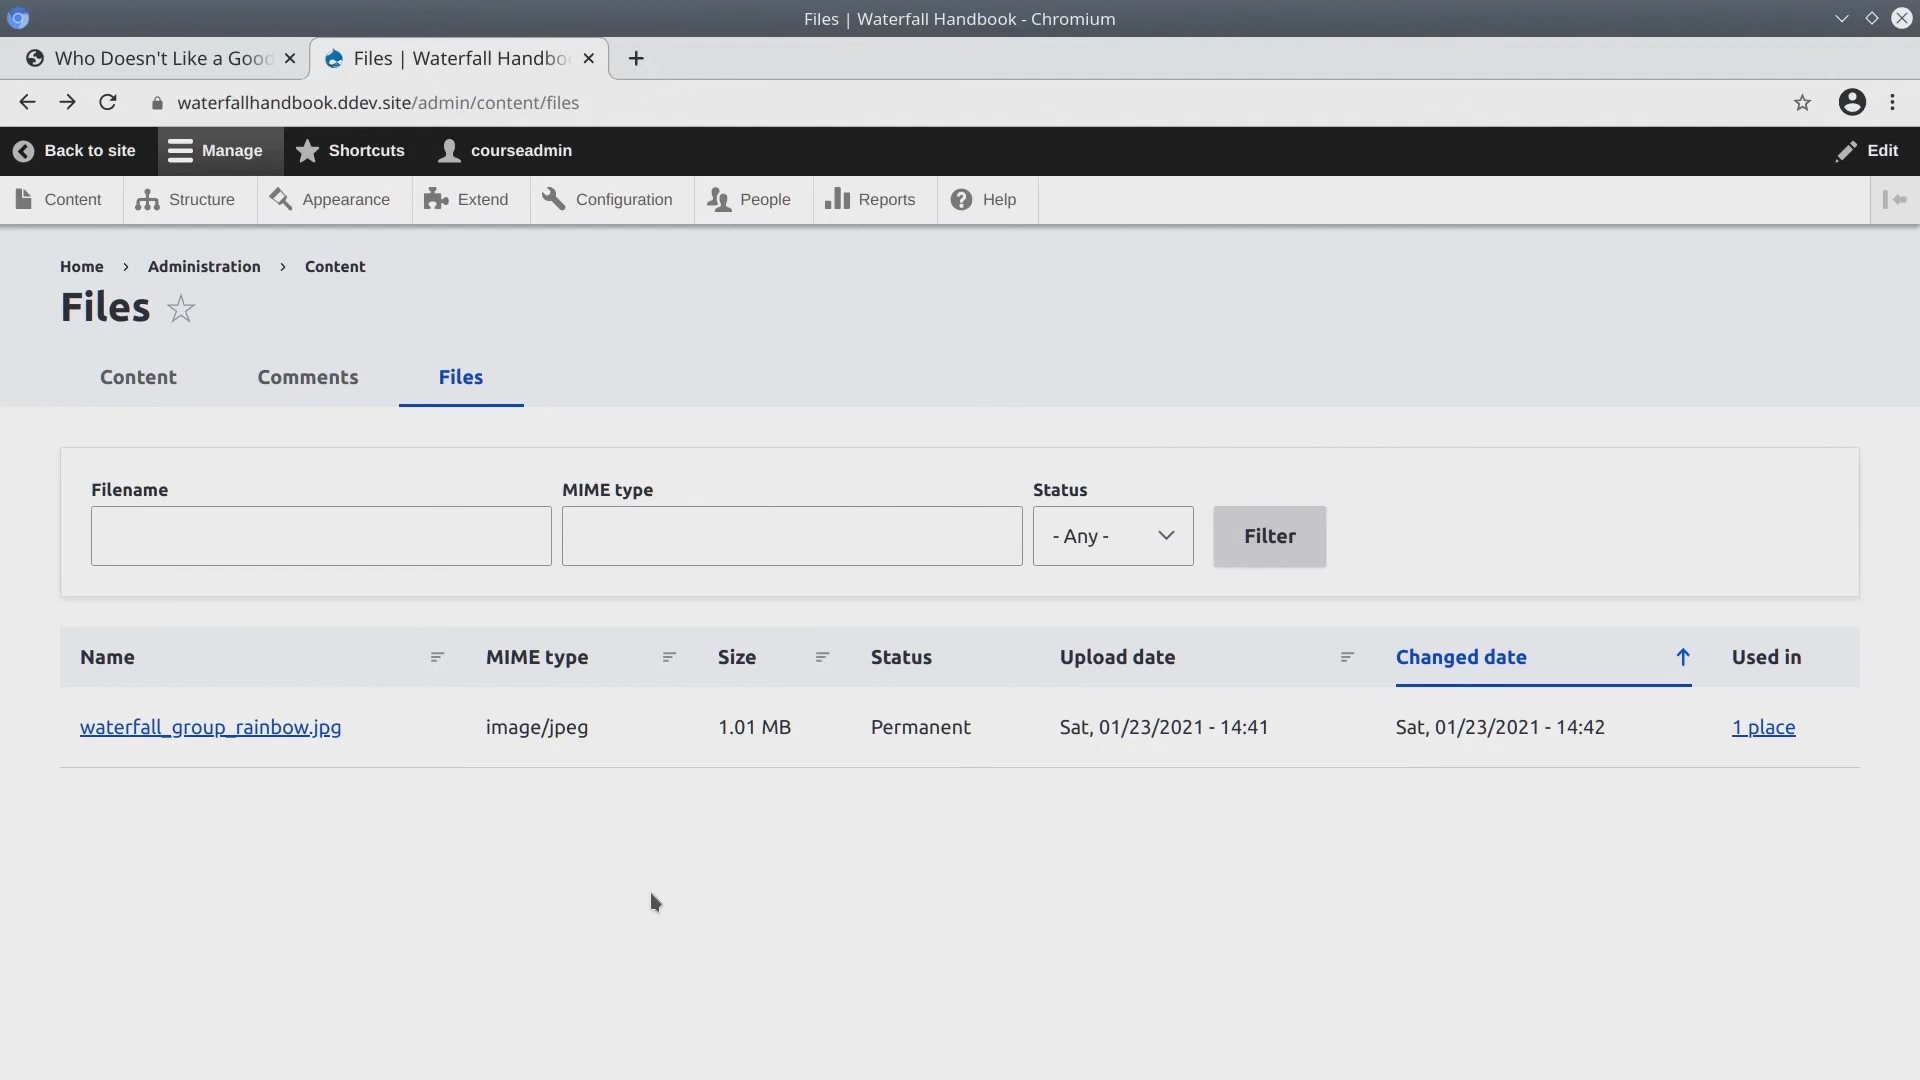 Files | Waterfall Handbook - Chromium
Who Doesn't Like a Good
Files | Waterfall Handbo
waterfallhandbook.ddev.site/admin/content/files
Back to site
Manage
Shortcuts
courseadmin
Edit
Content
Structure
Appearance
Extend
Configuration
People
Reports
Help
Home › Administration › Content
Files
Content
Comments
Files
Filename
MIME type
Status
- Any -
Filter
Name
MIME type
Size
Status
Upload date
Changed date
Used in
waterfall_group_rainbow.jpg
image/jpeg
1.01 MB
Permanent
Sat, 01/23/2021 - 14:41
Sat, 01/23/2021 - 14:42
1 place